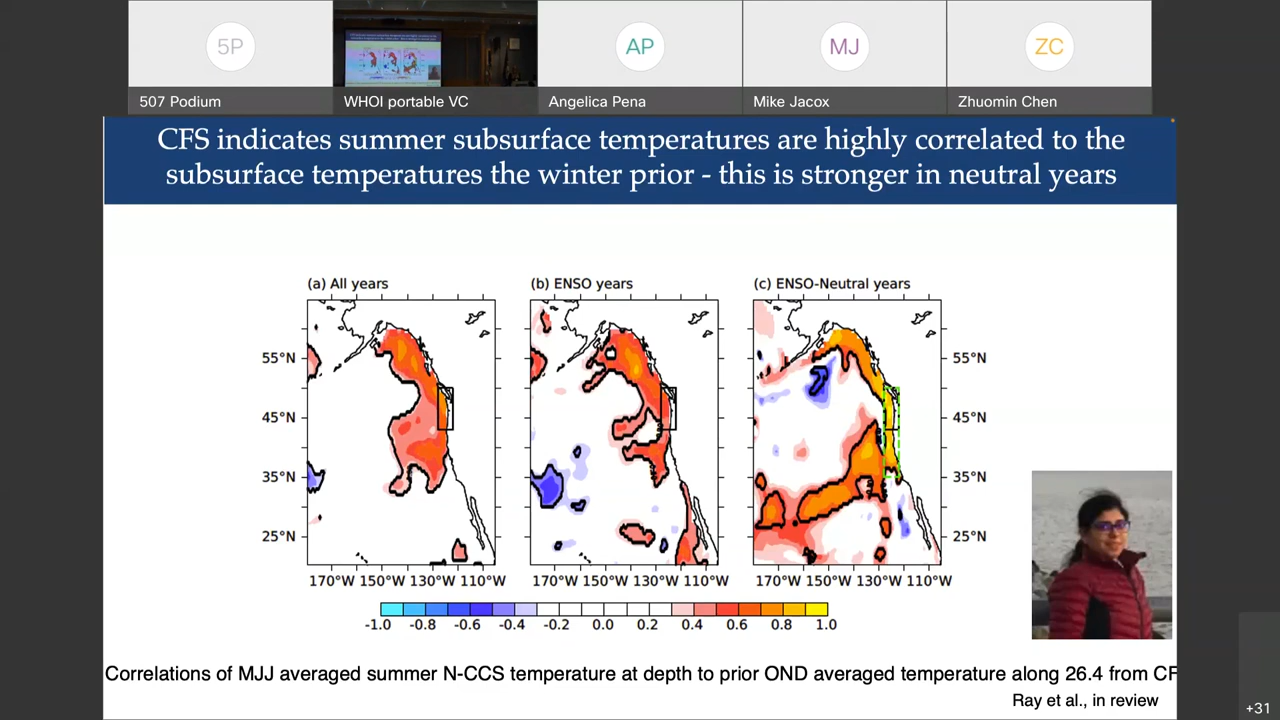 5P
AP
MJ
ZC
507 Podium
WHOI portable VC
Angelica Pena
Mike Jacox
Zhuomin Chen
CFS indicates summer subsurface temperatures are highly correlated to the
subsurface temperatures the winter prior - this is stronger in neutral years
(a) All years
(b) ENSO years
(c) ENSO-Neutral years
55°N
55°N
45°N
45°N
35°N
35°N
25°N
25°N
170°W 150°W 130°W 110°W
170°W 150°W 130°W 110°W
170°W 150°W 130°W 110°W
-1.0 -0.8 -0.6 -0.4 -0.2 0.0 0.2 0.4 0.6 0.8 1.0
Correlations of MJJ averaged summer N-CCS temperature at depth to prior OND averaged temperature along 26.4 from CF
Ray et al., in review
+31